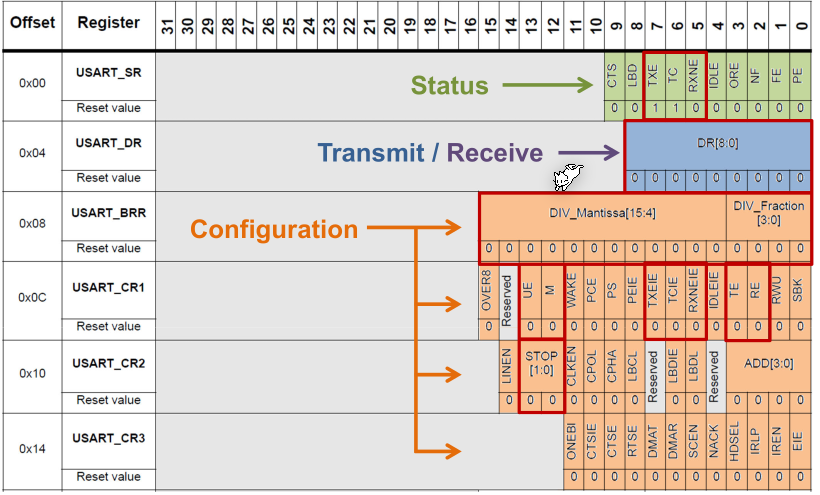 Offset Register 31 30 29 28 27 26 25 24 23 22 21 20 19 18 17 16 15 14 13 12 11 10 9 8 7 6 5 4 3 2 1 0
0x00 USART_SR Status CTS LBD TXE TC RXNE IDLE ORE NF FE PE
Reset value 0 0 1 1 0 0 0 0 0 0
0x04 USART_DR Transmit / Receive DR[8:0]
Reset value 0 0 0 0 0 0 0 0 0
0x08 USART_BRR Configuration DIV_Mantissa[15:4] DIV_Fraction
[3:0]
Reset value 0 0 0 0 0 0 0 0 0 0 0 0 0 0 0 0
0x0C USART_CR1 OVER8 Reserved UE M WAKE PCE PS PEIE TXEIE TCIE RXNEIE IDLEIE TE RE RWU SBK
Reset value 0 0 0 0 0 0 0 0 0 0 0 0 0 0 0
0x10 USART_CR2 LINEN STOP
[1:0] CLKEN CPOL CPHA LBCL Reserved LBDIE LBDL Reserved ADD[3:0]
Reset value 0 0 0 0 0 0 0 0 0 0 0 0 0
0x14 USART_CR3 ONEBI CTSIE CTSE RTSE DMAT DMAR SCEN NACK HDSEL IRLP IREN EIE
Reset value 0 0 0 0 0 0 0 0 0 0 0 0